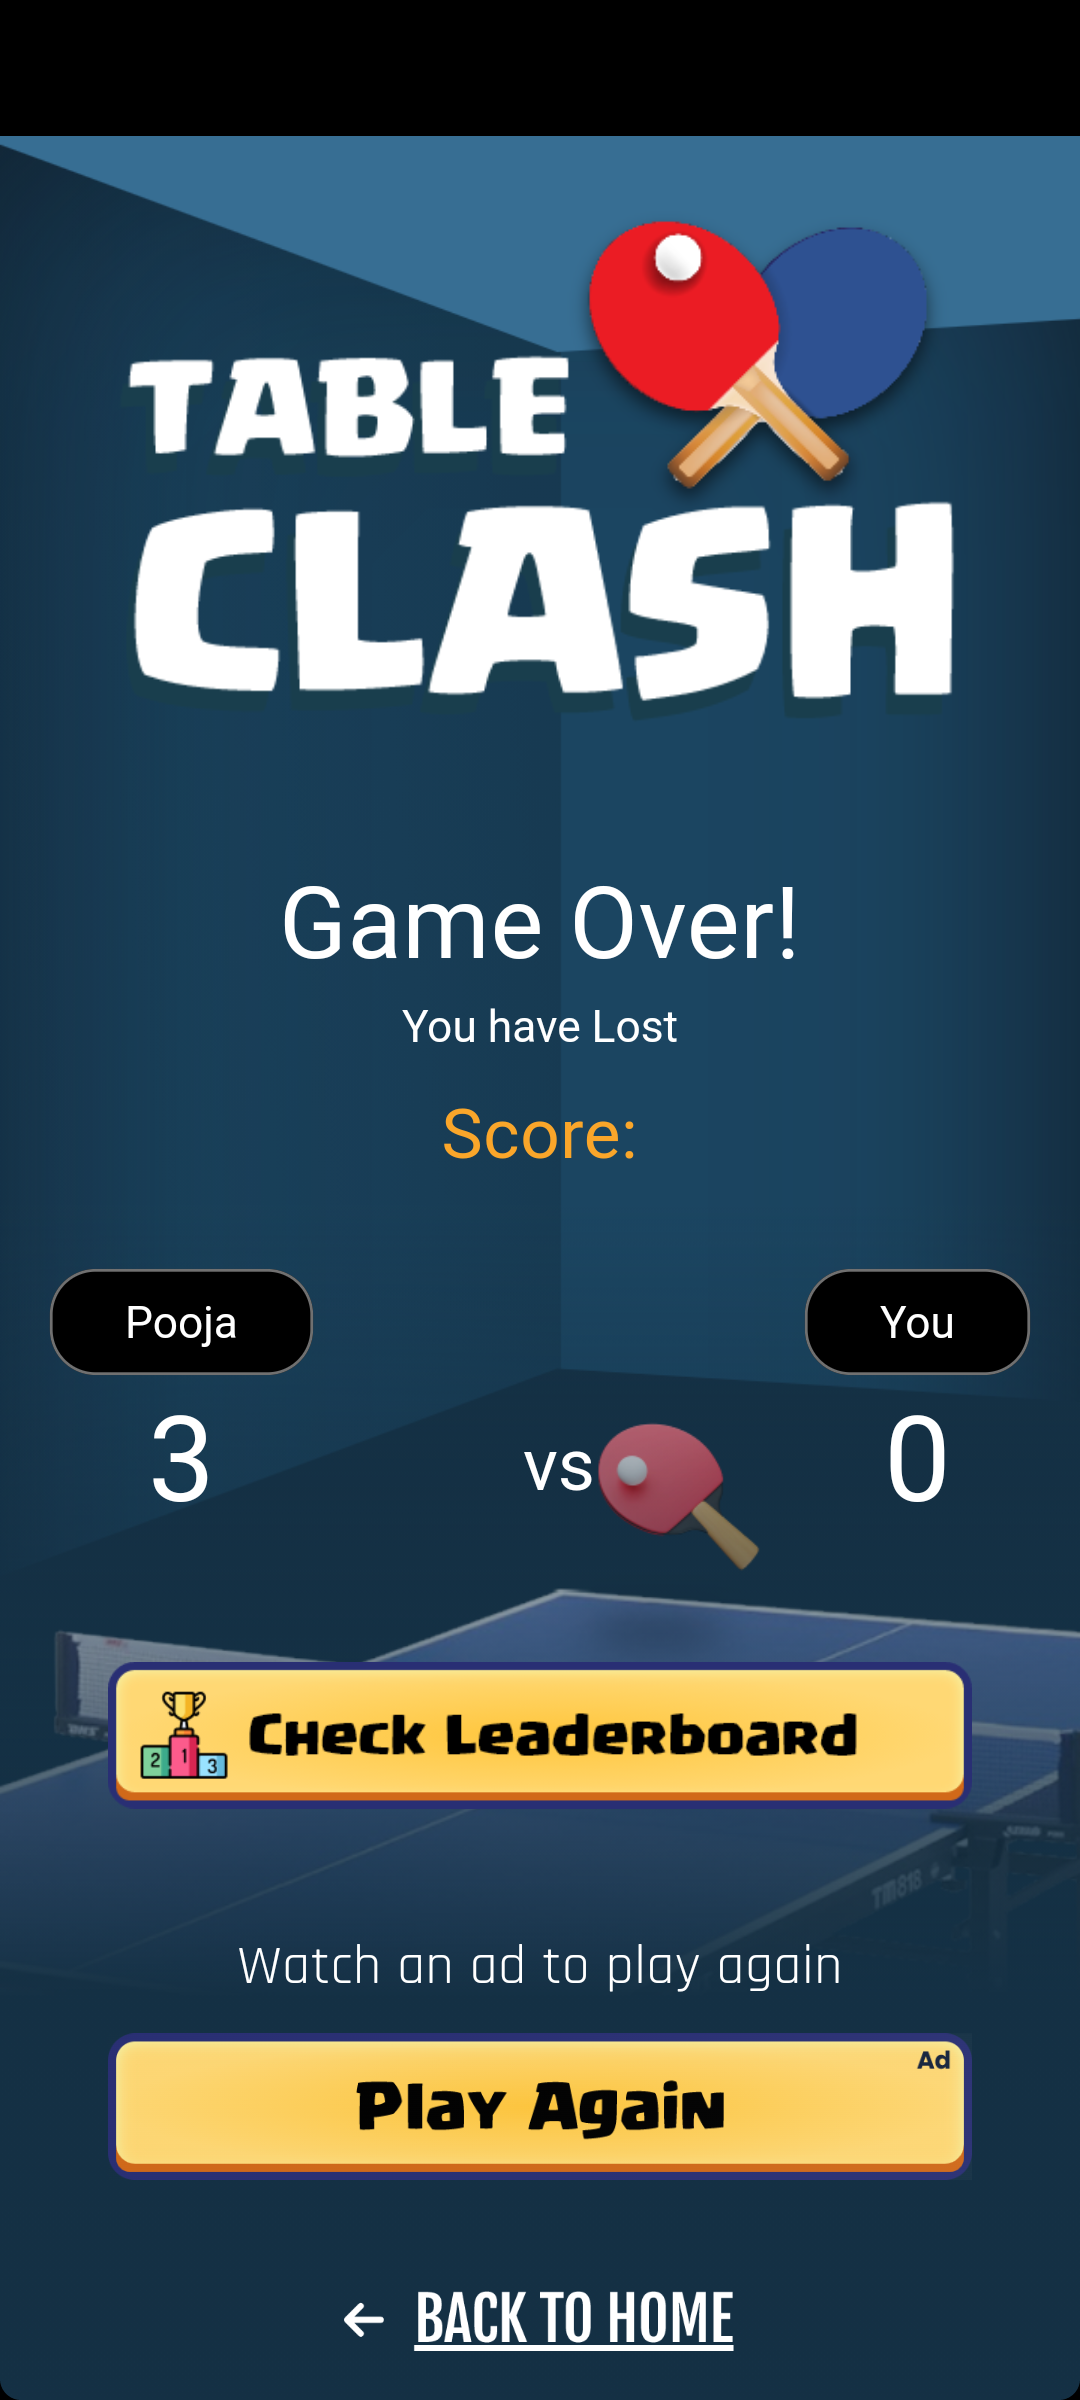 TABLE
CLASH
Game Over!
You have Lost
Score:
Pooja
You
3
vs
0
2 1 3
Check Leaderboard
TM818
Watch an ad to play again
Ad
Play Again
← BACK TO HOME